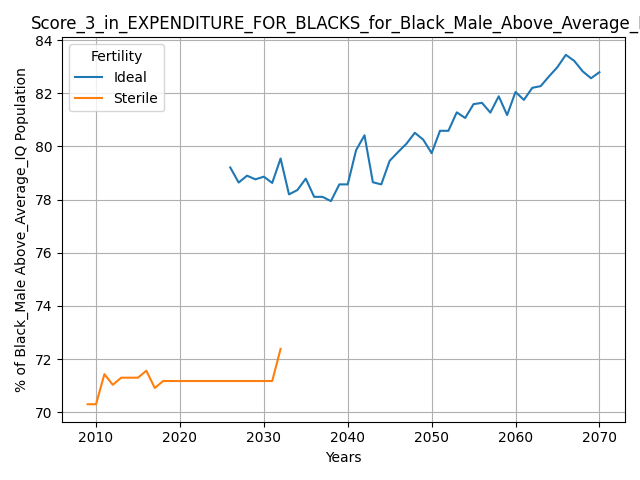 Score_3_in_EXPENDITURE_FOR_BLACKS_for_Black_Male_Above_Average_
Fertility
Ideal
Sterile
% of Black_Male Above_Average_IQ Population
84
82
80
78
76
74
72
70
2010
2020
2030
2040
2050
2060
2070
Years